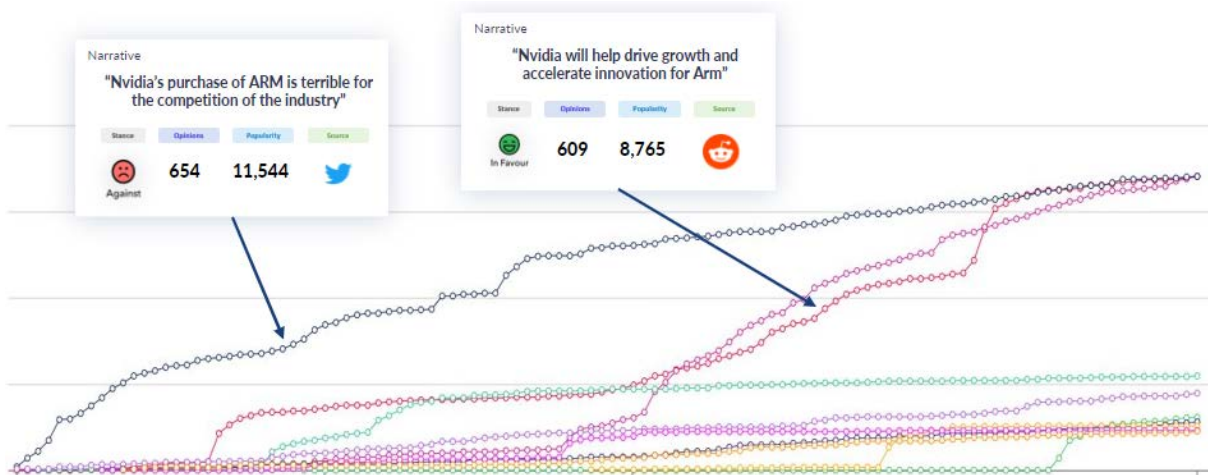 Narrative
"Nvidia's purchase of ARM is terrible for
the competition of the industry"
Stance Opinions Popularity Source
654 11,544
Against
Narrative
"Nvidia will help drive growth and
accelerate innovation for Arm"
Stance Opinions Popularity Source
609 8,765
In Favour